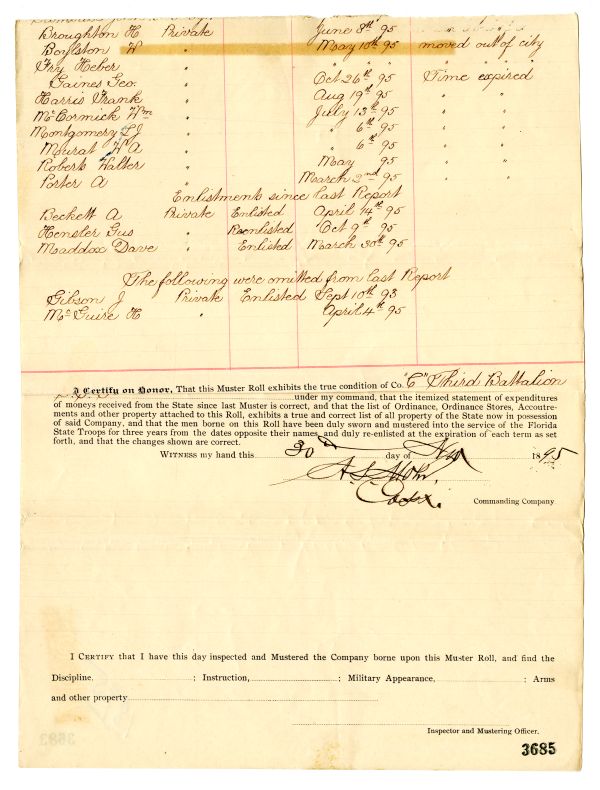 Broughton H Private June 8th 95 " " "
Boylston W " May 10th 95 moved out of city
Fry Heber " " " " " " "
Gaines Geo. " Oct 26th 95 Time expired
Harris Frank " Aug 19th 95 " "
McCormick Wm " July 13th 95 " "
Montgomery L J " " 6th 95 " "
Mourat W A " " 6th 95 " "
Roberts Walter " May 95 " "
Porter A " March 2nd 95 " "
Enlistments since last Report
Beckett A Private Enlisted April 14th 95
Hensler Gus " Reenlisted Oct 9th 95
Maddox Dave " Enlisted March 30th 95
The following were omitted from last Report
Gibson J Private Enlisted Sept 10th 93
McGuire H " April 4th 95
I Certify on Honor, That this Muster Roll exhibits the true condition of Co. "C" Third Battalion
under my command, that the itemized statement of expenditures
of moneys received from the State since last Muster is correct, and that the list of Ordinance, Ordinance Stores, Accoutre-
ments and other property attached to this Roll, exhibits a true and correct list of all property of the State now in possession
of said Company, and that the men borne on this Roll have been duly sworn and mustered into the service of the Florida
State Troops for three years from the dates opposite their names, and duly re-enlisted at the expiration of each term as set
forth, and that the changes shown are correct.
WITNESS my hand this 30th day of Nov 1895
Capt.
Commanding Company
I CERTIFY that I have this day inspected and Mustered the Company borne upon this Muster Roll, and find the
Discipline, ; Instruction, ; Military Appearance, ; Arms
and other property
Inspector and Mustering Officer.
3685